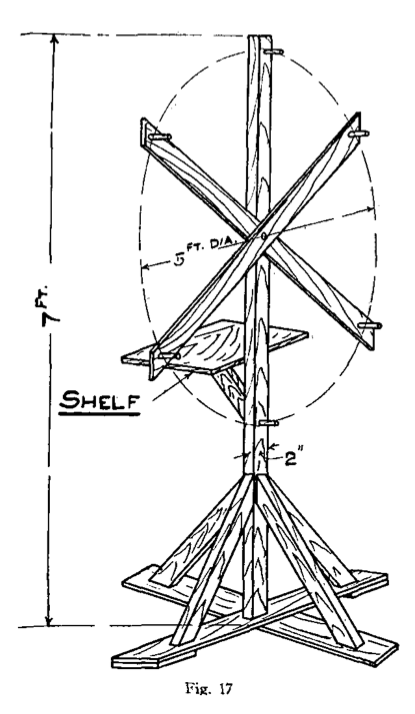 7 FT.
5 FT. DIA.
SHELF
2"
Fig. 17